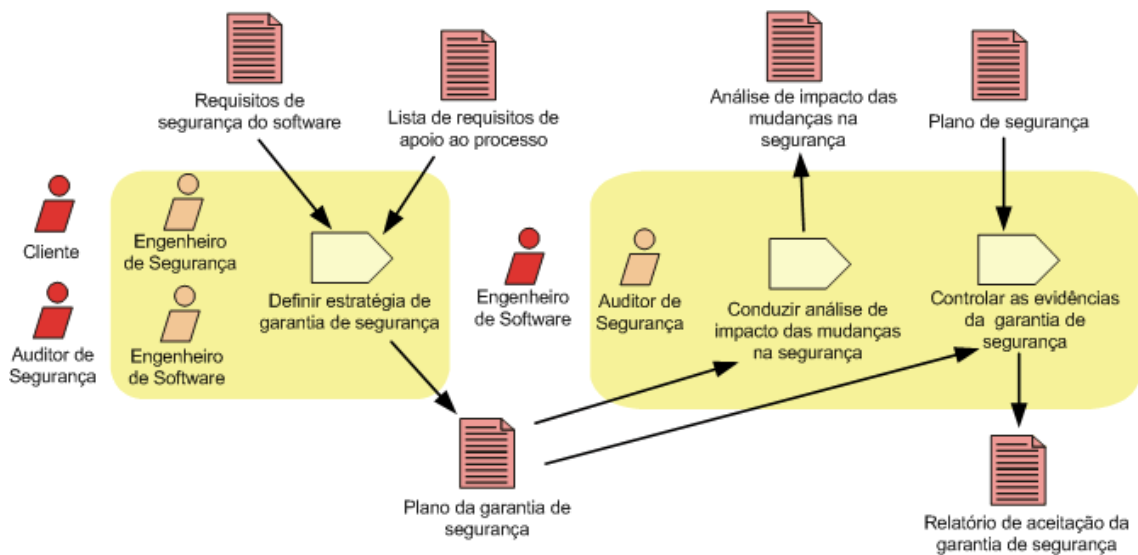 Requisitos de
segurança do software
Lista de requisitos de
apoio ao processo
Análise de impacto das
mudanças na
segurança
Plano de segurança
Cliente
Engenheiro
de Segurança
Auditor de
Segurança
Engenheiro
de Software
Definir estratégia de
garantia de segurança
Engenheiro
de Software
Auditor de
Segurança
Conduzir análise de
impacto das mudanças
na segurança
Controlar as evidências
da garantia de
segurança
Plano da garantia de
segurança
Relatório de aceitação da
garantia de segurança